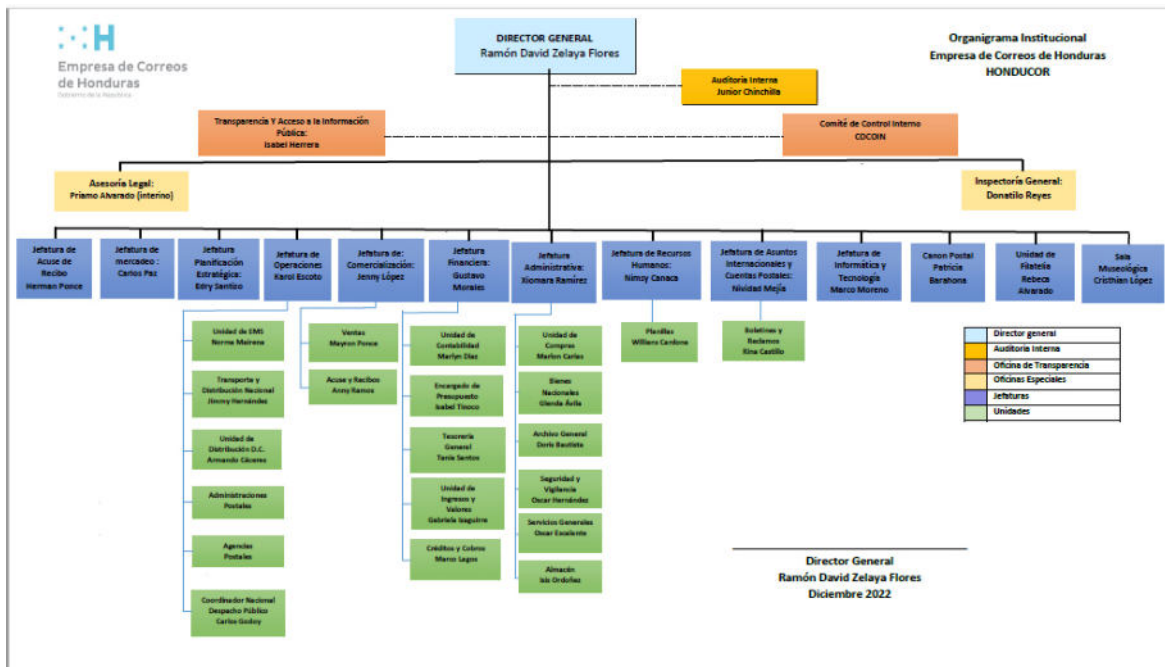 H
Empresa de Correos
de Honduras
Gobierno de la República
DIRECTOR GENERAL
Ramón David Zelaya Flores
Organigrama Institucional
Empresa de Correos de Honduras
HONDUCOR
Auditoría Interna
Junior Chinchilla
Transparencia Y Acceso a la Información
Pública:
Isabel Herrera
Comité de Control Interno
COCOIN
Asesoría Legal:
Priamo Alvarado (interino)
Inspectoría General:
Donatilo Reyes
Jefatura de
Acuse de
Recibo
Herman Ponce
Jefatura de
mercadeo :
Carlos Paz
Jefatura
Planificación
Estratégica:
Edry Santizo
Jefatura de
Operaciones
Karol Escoto
Jefatura de:
Comercialización:
Jenny López
Jefatura
Financiera:
Gustavo
Morales
Jefatura
Administrativa:
Xiomara Ramírez
Jefatura de Recursos
Humanos:
Nimsy Canaca
Jefatura de Asuntos
Internacionales y
Cuentas Postales:
Nividad Mejía
Jefatura de
Informática y
Tecnología
Marco Moreno
Canon Postal
Patricia
Barahona
Unidad de
Filatelia
Rebeca
Alvarado
Sala
Museológica
Cristhian López
Unidad de EMS
Norma Mairena
Transporte y
Distribución Nacional
Jimmy Hernández
Unidad de
Distribución D.C.
Armando Cáceres
Administraciones
Postales
Agencias
Postales
Coordinador Nacional
Despacho Público
Carlos Godoy
Ventas
Mayron Ponce
Acuse y Recibos
Anny Ramos
Unidad de
Contabilidad
Marlyn Diaz
Encargado de
Presupuesto
Isabel Tinoco
Tesorería
General
Tania Santos
Unidad de
Ingresos y
Valores
Gabriela Izaguirre
Créditos y Cobros
Marco Lagos
Unidad de
Compras
Marlon Carias
Bienes
Nacionales
Glenda Ávila
Archivo General
Doris Bautista
Seguridad y
Vigilancia
Oscar Hernández
Servicios Generales
Oscar Escalante
Almacén
Isis Ordoñez
Planillas
Williams Cardona
Boletines y
Reclamos
Kina Castillo
Director general
Auditoría Interna
Oficina de Transparencia
Oficinas Especiales
Jefaturas
Unidades
Director General
Ramón David Zelaya Flores
Diciembre 2022